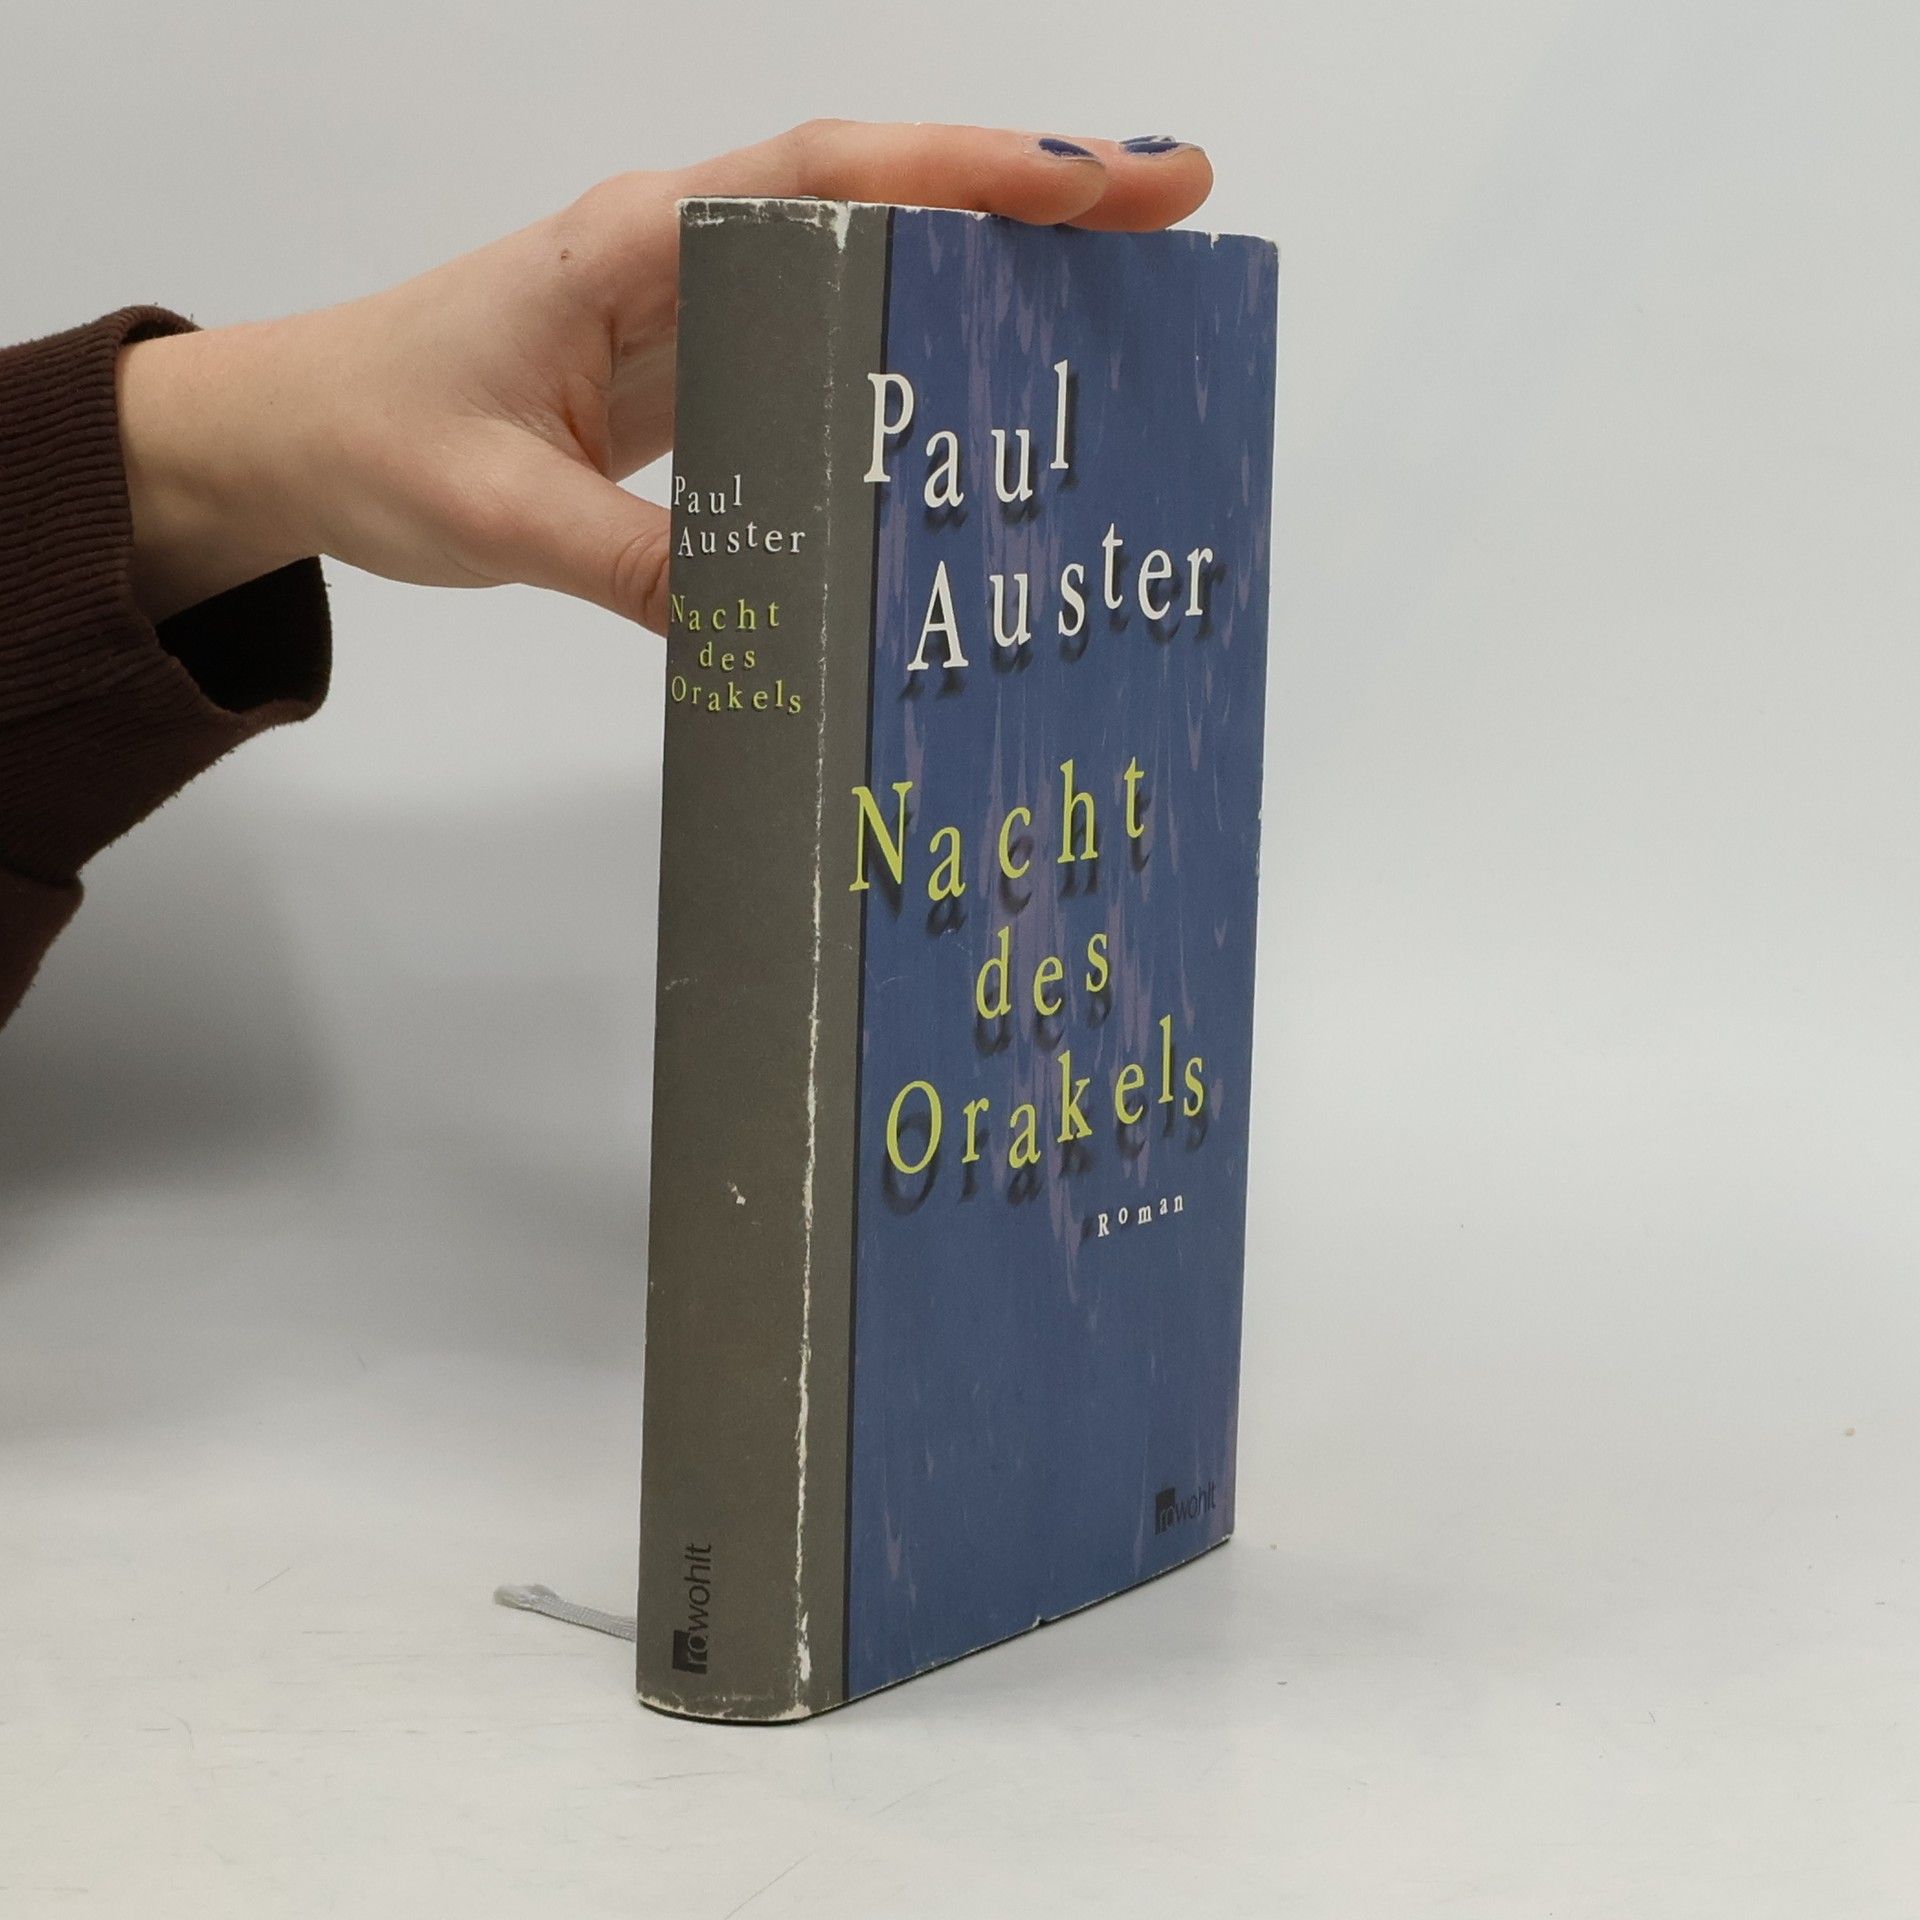 Paul
Auster
Nacht
des
Orakels
rowohlt
Paul
Auster
Nacht
des
Orakels
Roman
rowohlt